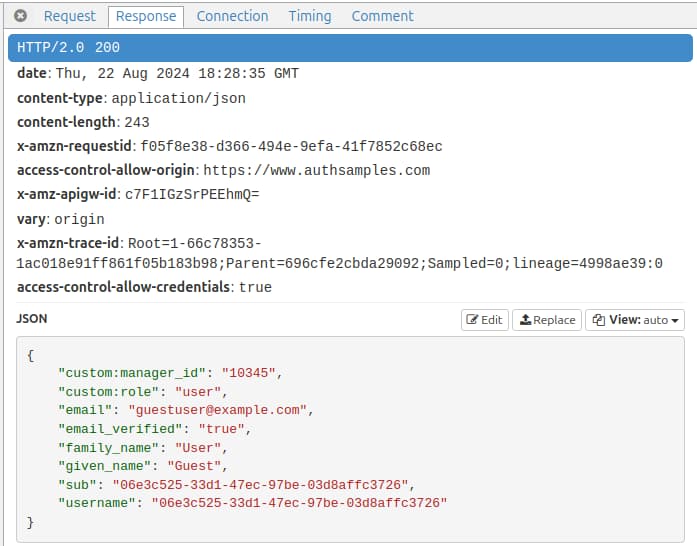 Request Response Connection Timing Comment
HTTP/2.0 200
date: Thu, 22 Aug 2024 18:28:35 GMT
content-type: application/json
content-length: 243
x-amzn-requestid: f05f8e38-d366-494e-9efa-41f7852c68ec
access-control-allow-origin: https://www.authsamples.com
x-amz-apigw-id: c7F1IGzSrPEEhmQ=
vary: origin
x-amzn-trace-id: Root=1-66c78353-
1ac018e91ff861f05b183b98;Parent=696cfe2cbda29092;Sampled=0;lineage=4998ae39:0
access-control-allow-credentials: true
JSON Edit Replace View: auto
{
    "custom:manager_id": "10345",
    "custom:role": "user",
    "email": "guestuser@example.com",
    "email_verified": "true",
    "family_name": "User",
    "given_name": "Guest",
    "sub": "06e3c525-33d1-47ec-97be-03d8affc3726",
    "username": "06e3c525-33d1-47ec-97be-03d8affc3726"
}